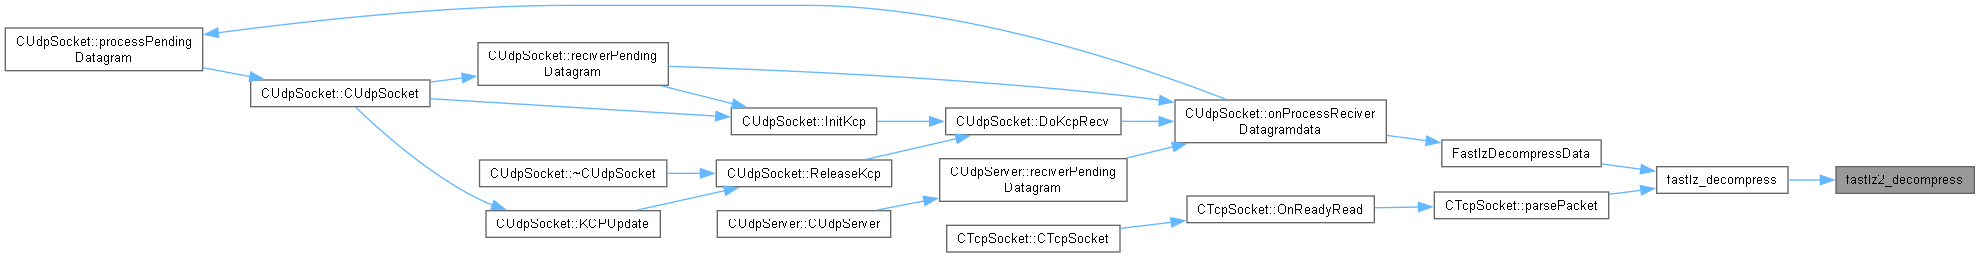 CUdpSocket::processPending
Datagram
CUdpSocket::CUdpSocket
CUdpSocket::reciverPending
Datagram
CUdpSocket::InitKcp
CUdpSocket::~CUdpSocket
CUdpSocket::KCPUpdate
CUdpSocket::ReleaseKcp
CUdpServer::CUdpServer
CUdpSocket::DoKcpRecv
CUdpServer::reciverPending
Datagram
CTcpSocket::CTcpSocket
CUdpSocket::onProcessReciver
Datagramdata
CTcpSocket::OnReadyRead
FastlzDecompressData
CTcpSocket::parsePacket
fastlz_decompress
fastlz2_decompress